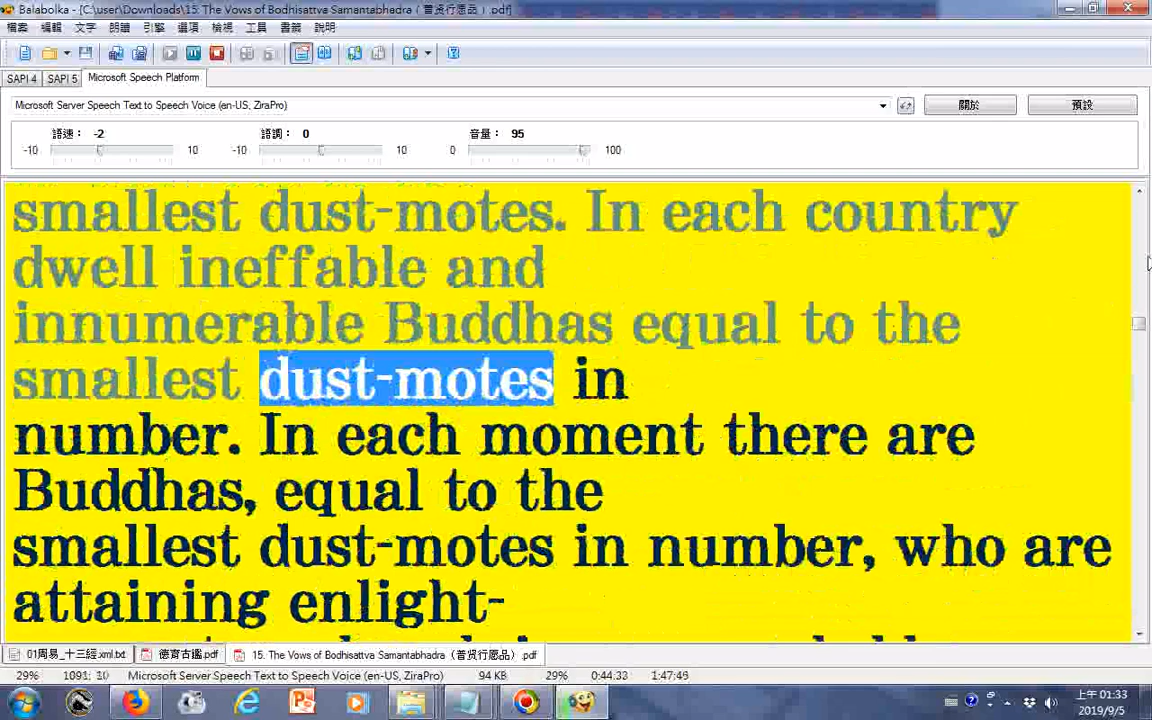 Balabolka - [C:\user\Downloads\15. The Vows of Bodhisattva Samantabhadra（普賢行愿品）.pdf]
檔案 編輯 文字 朗讀 引擎 選項 檢視 工具 書籤 說明
SAPI 4 SAPI 5 Microsoft Speech Platform
Microsoft Server Speech Text to Speech Voice (en-US, ZiraPro) 關於 預設
語速： -2 語調： 0 音量： 95
-10 10 -10 10 0 100
smallest dust-motes. In each country
dwell ineffable and
innumerable Buddhas equal to the
smallest dust-motes in
number. In each moment there are
Buddhas, equal to the
smallest dust-motes in number, who are
attaining enlight-
01周易_十三經.xml.txt 德育古鑑.pdf 15. The Vows of Bodhisattva Samantabhadra（普賢行愿品）.pdf
29% 1091: 10 Microsoft Server Speech Text to Speech Voice (en-US, ZiraPro) 94 KB 29% 0:44:33 1:47:49
上午 01:33
2019/9/5